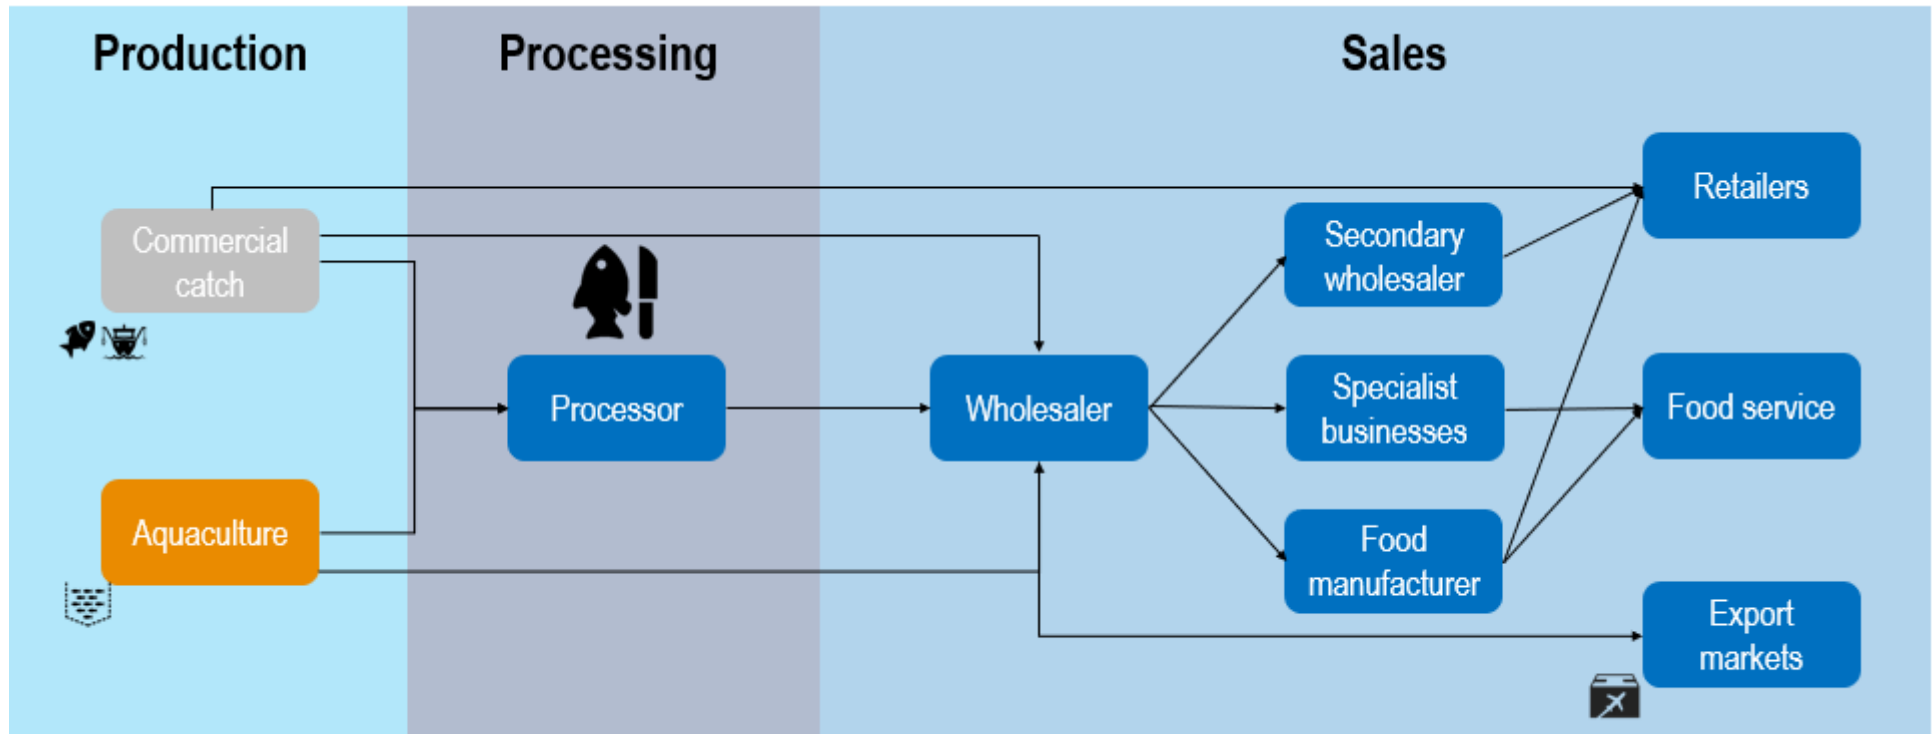 Production
Processing
Sales
Commercial
catch
Aquaculture
Processor
Wholesaler
Secondary
wholesaler
Specialist
businesses
Food
manufacturer
Retailers
Food service
Export
markets